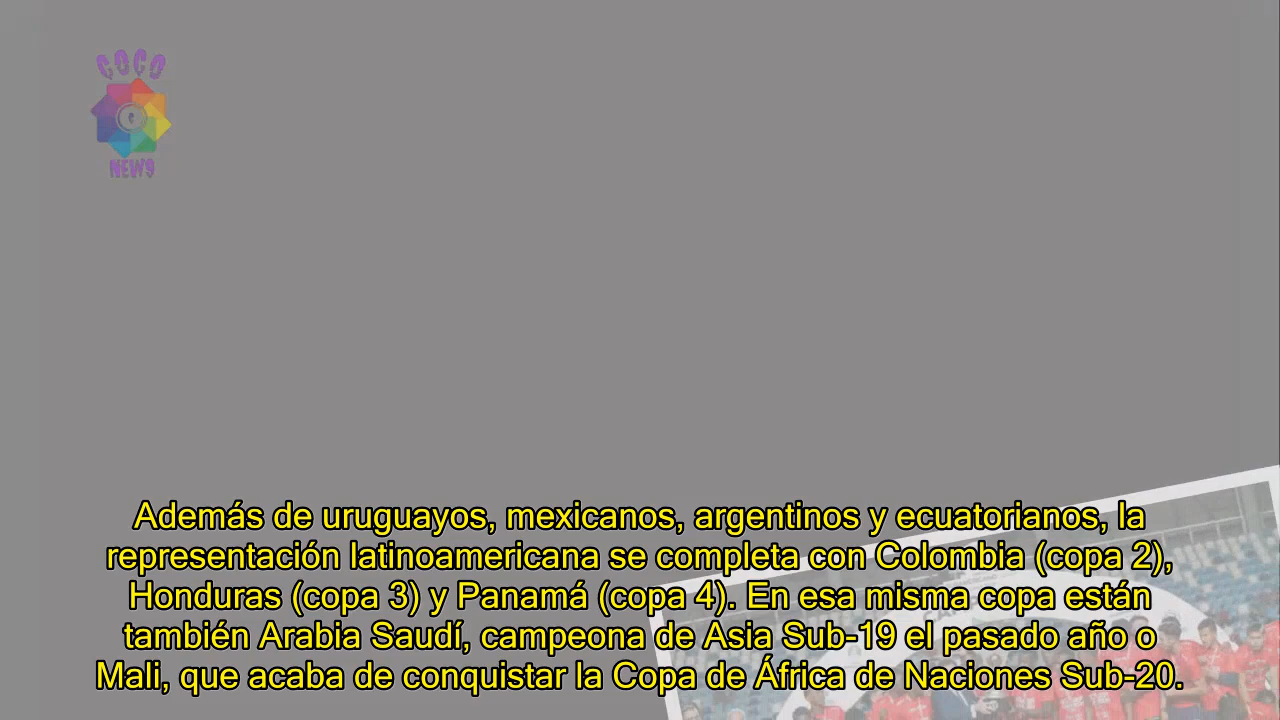 COCO
NEWS
Además de uruguayos, mexicanos, argentinos y ecuatorianos, la
representación latinoamericana se completa con Colombia (copa 2),
Honduras (copa 3) y Panamá (copa 4). En esa misma copa están
también Arabia Saudí, campeona de Asia Sub-19 el pasado año o
Mali, que acaba de conquistar la Copa de África de Naciones Sub-20.